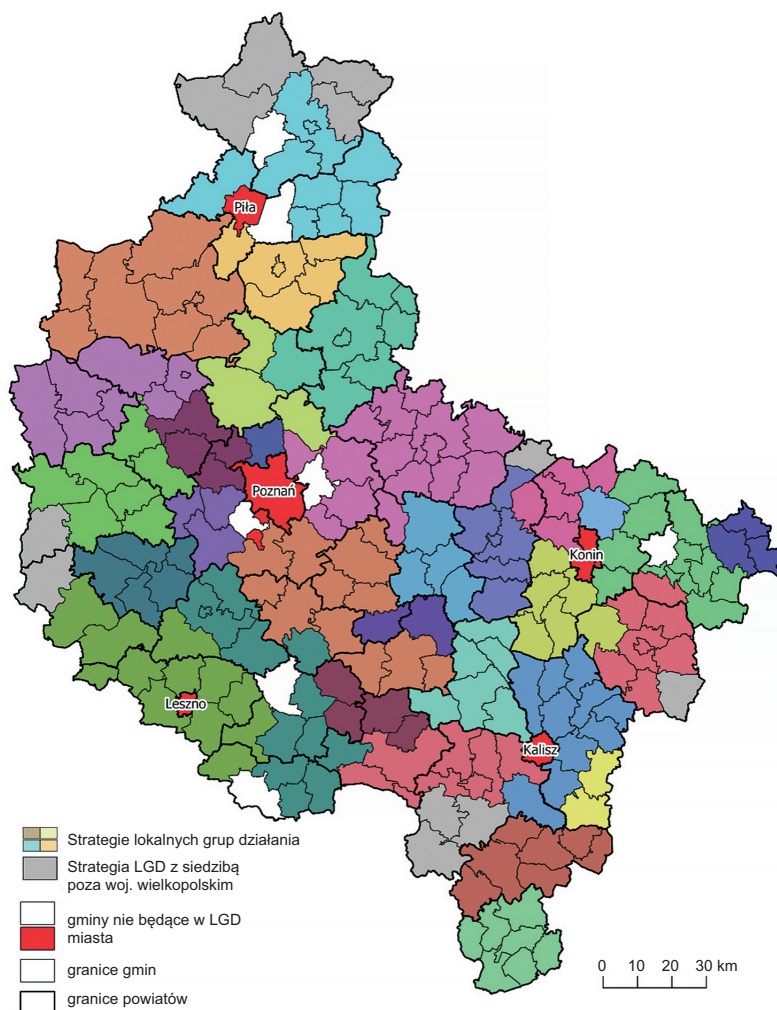 Piła
Poznań
Konin
Leszno
Kalisz
Strategie lokalnych grup działania
Strategia LGD z siedzibą
poza woj. wielkopolskim
gminy nie będące w LGD
miasta
granice gmin
granice powiatów
0 10 20 30 km